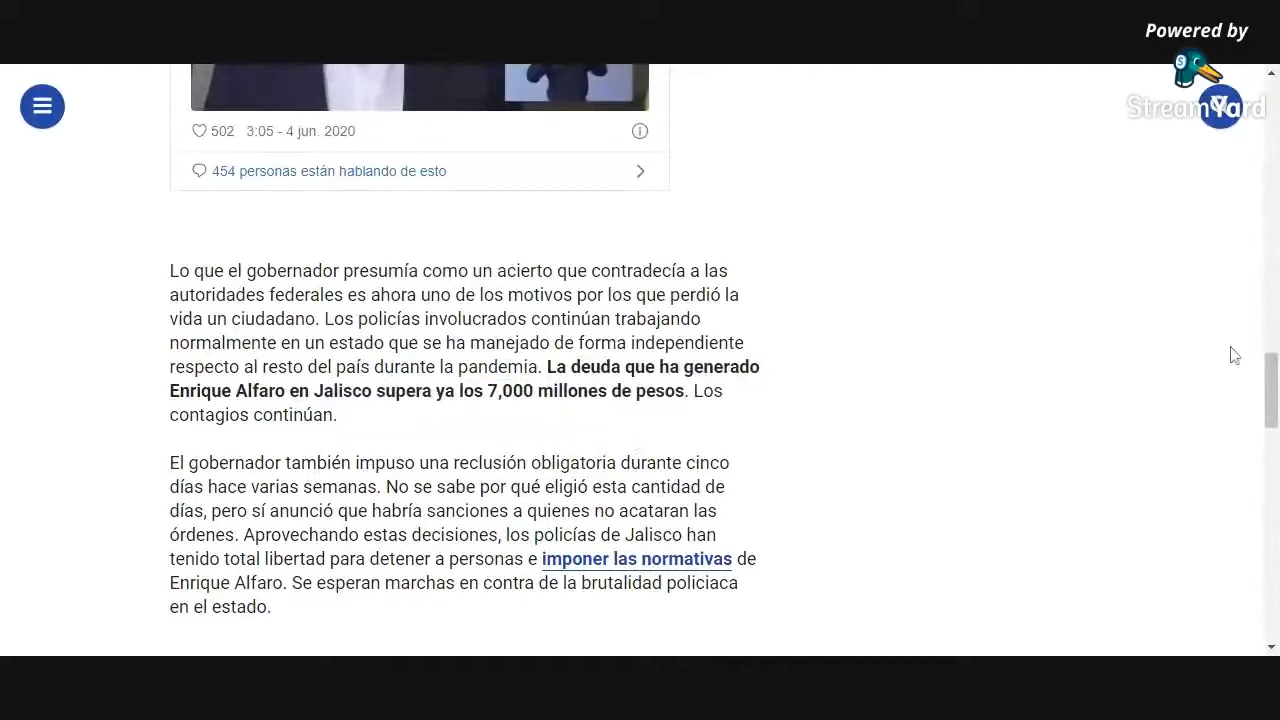 Powered by
StreamYard
502 3:05 - 4 jun. 2020
454 personas están hablando de esto
Lo que el gobernador presumía como un acierto que contradecía a las
autoridades federales es ahora uno de los motivos por los que perdió la
vida un ciudadano. Los policías involucrados continúan trabajando
normalmente en un estado que se ha manejado de forma independiente
respecto al resto del país durante la pandemia. La deuda que ha generado
Enrique Alfaro en Jalisco supera ya los 7,000 millones de pesos. Los
contagios continúan.
El gobernador también impuso una reclusión obligatoria durante cinco
días hace varias semanas. No se sabe por qué eligió esta cantidad de
días, pero sí anunció que habría sanciones a quienes no acataran las
órdenes. Aprovechando estas decisiones, los policías de Jalisco han
tenido total libertad para detener a personas e imponer las normativas de
Enrique Alfaro. Se esperan marchas en contra de la brutalidad policiaca
en el estado.